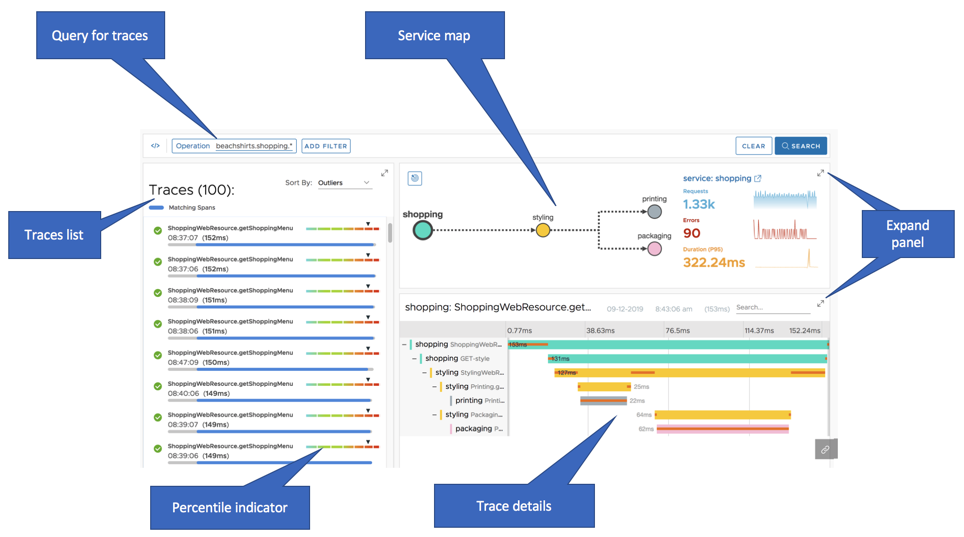 Query for traces
Service map
</>
Operation beachshirts.shopping.*
ADD FILTER
CLEAR
SEARCH
Traces (100):
Sort By: Outliers
Matching Spans
Traces list
ShoppingWebResource.getShoppingMenu
08:37:07 (152ms)
ShoppingWebResource.getShoppingMenu
08:37:06 (152ms)
ShoppingWebResource.getShoppingMenu
08:38:09 (151ms)
ShoppingWebResource.getShoppingMenu
08:38:06 (151ms)
ShoppingWebResource.getShoppingMenu
08:47:09 (150ms)
ShoppingWebResource.getShoppingMenu
08:40:06 (149ms)
ShoppingWebResource.getShoppingMenu
08:39:07 (149ms)
ShoppingWebResource.getShoppingMenu
08:39:06 (149ms)
Percentile indicator
shopping
styling
printing
packaging
service: shopping
Requests
1.33k
Errors
90
Duration (P95)
322.24ms
Expand
panel
shopping: ShoppingWebResource.get...
09-12-2019
8:43:06 am
(153ms)
Search...
0.77ms
38.63ms
76.5ms
114.37ms
152.24ms
shopping ShoppingWebR...
153ms
shopping GET-style
131ms
styling StylingWebR...
127ms
styling Printing.g...
25ms
printing Printi...
22ms
styling Packagin...
64ms
packaging P...
62ms
Trace details